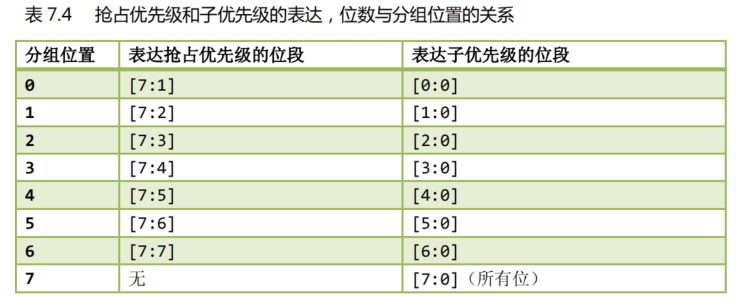 表 7.4 抢占优先级和子优先级的表达，位数与分组位置的关系
分组位置 表达抢占优先级的位段 表达子优先级的位段
0 [7:1] [0:0]
1 [7:2] [1:0]
2 [7:3] [2:0]
3 [7:4] [3:0]
4 [7:5] [4:0]
5 [7:6] [5:0]
6 [7:7] [6:0]
7 无 [7:0]（所有位）